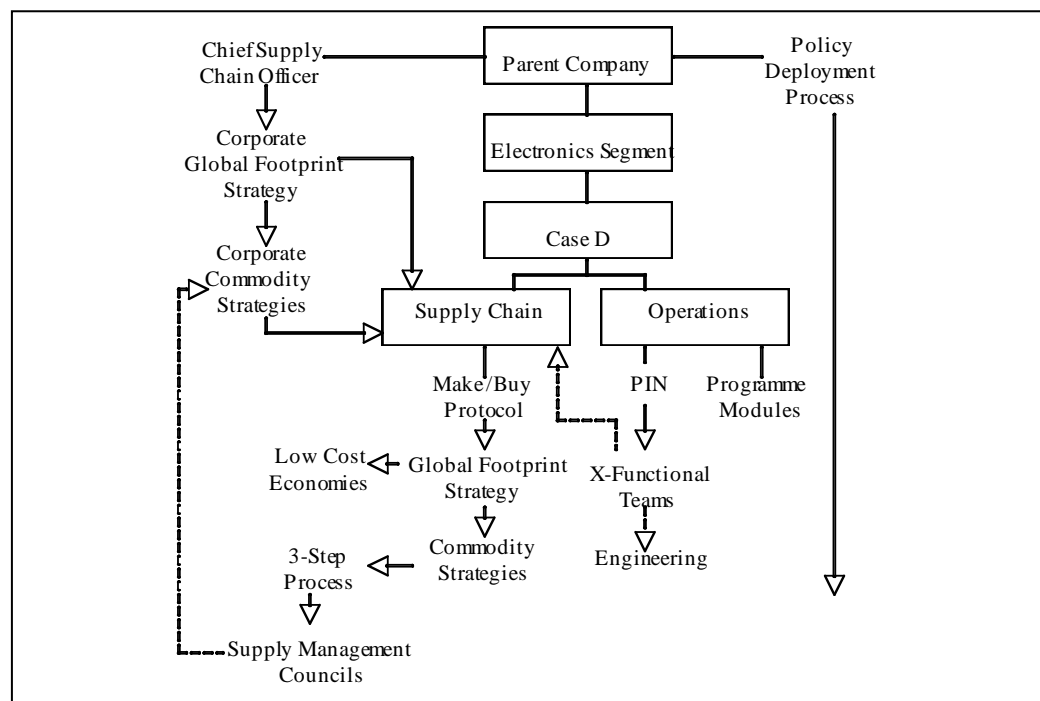 Chief Supply
Chain Officer
Parent Company
Policy
Deployment
Process
Corporate
Global Footprint
Strategy
Electronics Segment
Corporate
Commodity
Strategies
Case D
Supply Chain
Operations
Make/Buy
Protocol
PIN
Programme
Modules
Low Cost
Economies
Global Footprint
Strategy
X-Functional
Teams
3-Step
Process
Commodity
Strategies
Engineering
Supply Management
Councils